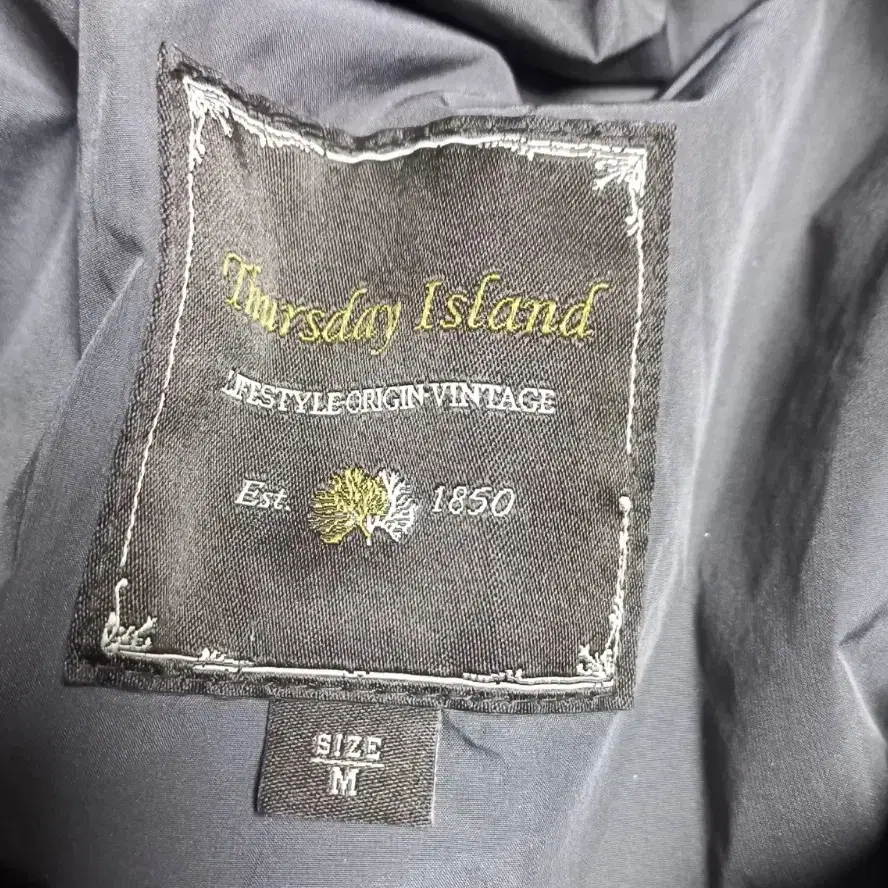 Thursday Island
LIFESTYLE·ORIGIN·VINTAGE
Est. 1850
SIZE
M